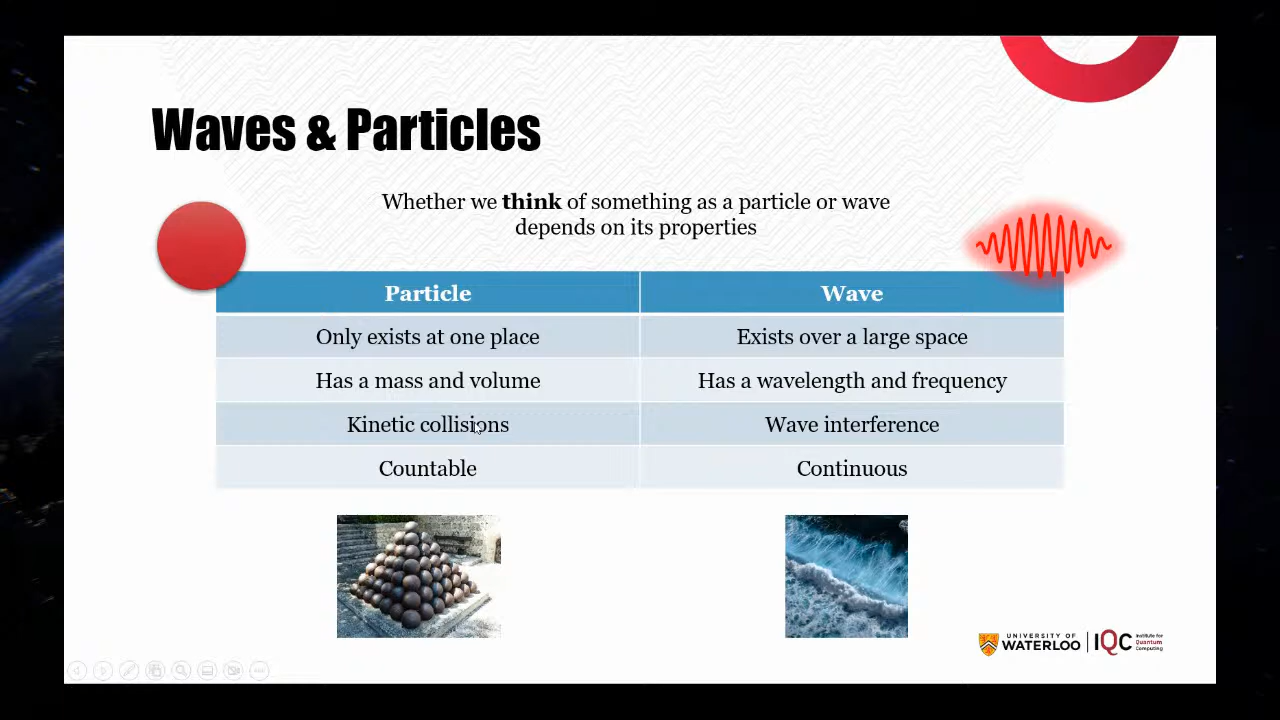 Waves & Particles
Whether we think of something as a particle or wave
depends on its properties
Particle Wave
Only exists at one place Exists over a large space
Has a mass and volume Has a wavelength and frequency
Kinetic collisions Wave interference
Countable Continuous
UNIVERSITY OF
WATERLOO
IQC
Institute for
Quantum
Computing